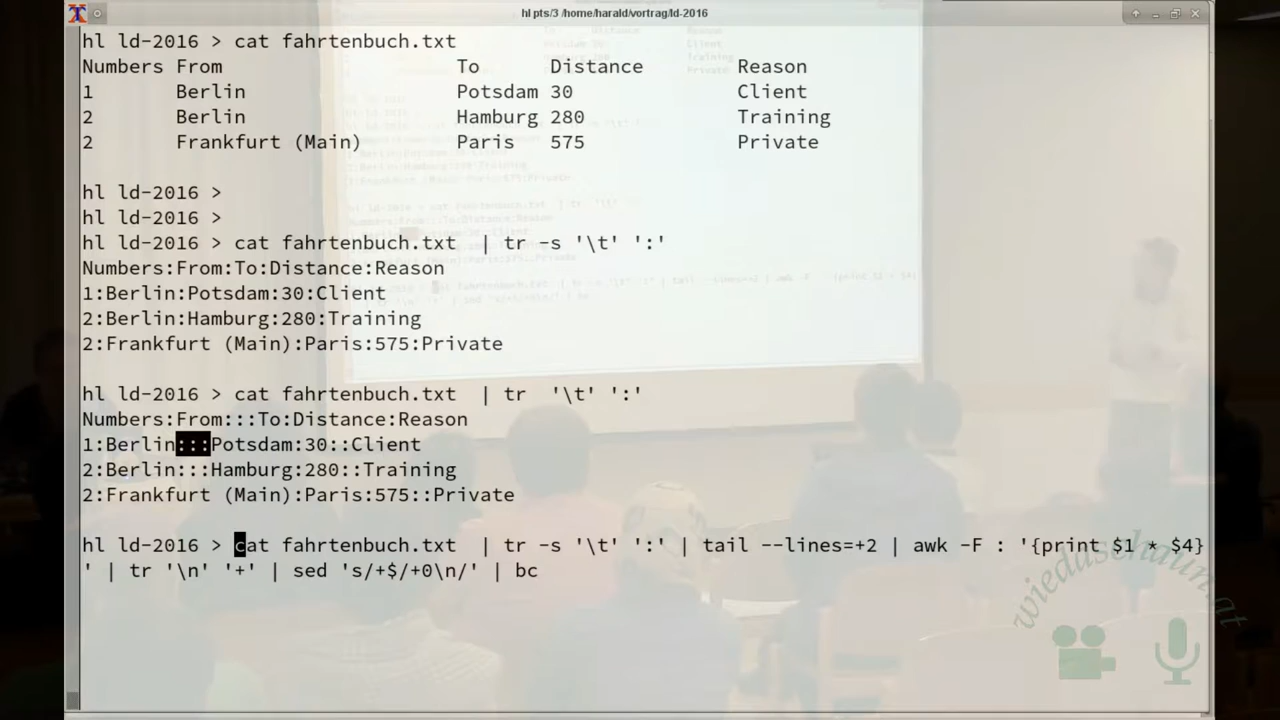 hl pts/3 /home/harald/vortrag/ld-2016
hl ld-2016 > cat fahrtenbuch.txt
Numbers From To Distance Reason
1 Berlin Potsdam 30 Client
2 Berlin Hamburg 280 Training
2 Frankfurt (Main) Paris 575 Private
hl ld-2016 >
hl ld-2016 >
hl ld-2016 > cat fahrtenbuch.txt | tr -s '\t' ':'
Numbers:From:To:Distance:Reason
1:Berlin:Potsdam:30:Client
2:Berlin:Hamburg:280:Training
2:Frankfurt (Main):Paris:575:Private
hl ld-2016 > cat fahrtenbuch.txt | tr '\t' ':'
Numbers:From:::To:Distance:Reason
1:Berlin:::Potsdam:30::Client
2:Berlin:::Hamburg:280::Training
2:Frankfurt (Main):Paris:575::Private
hl ld-2016 > cat fahrtenbuch.txt | tr -s '\t' ':' | tail --lines=+2 | awk -F : '{print $1 * $4}
' | tr '\n' '+' | sed 's/+$/+0\n/' | bc
wiedaschaun.at